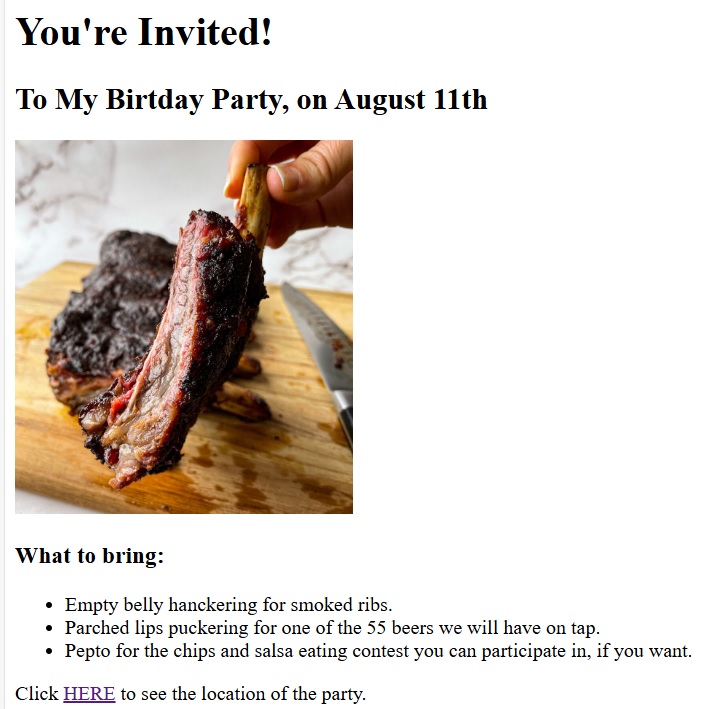 You're Invited!
To My Birtday Party, on August 11th
What to bring:
Empty belly hanckering for smoked ribs.
Parched lips puckering for one of the 55 beers we will have on tap.
Pepto for the chips and salsa eating contest you can participate in, if you want.
Click HERE to see the location of the party.